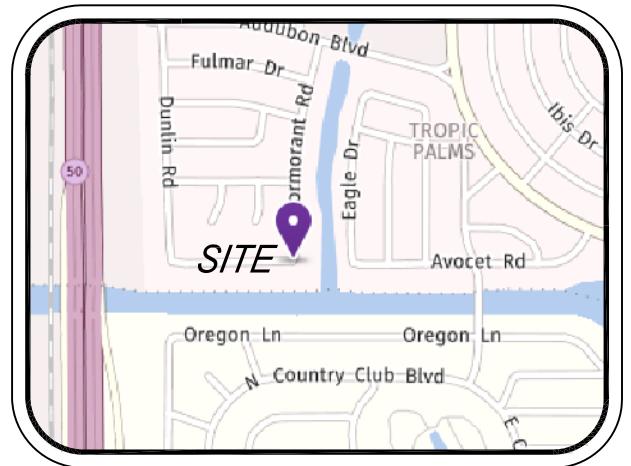 Audubon Blvd
Fulmar Dr
Dunlin Rd
ormorant Rd
Eagle Dr
TROPIC
PALMS
Ibis Dr
50
SITE
Avocet Rd
Oregon Ln
Oregon Ln
N Country Club Blvd
E C